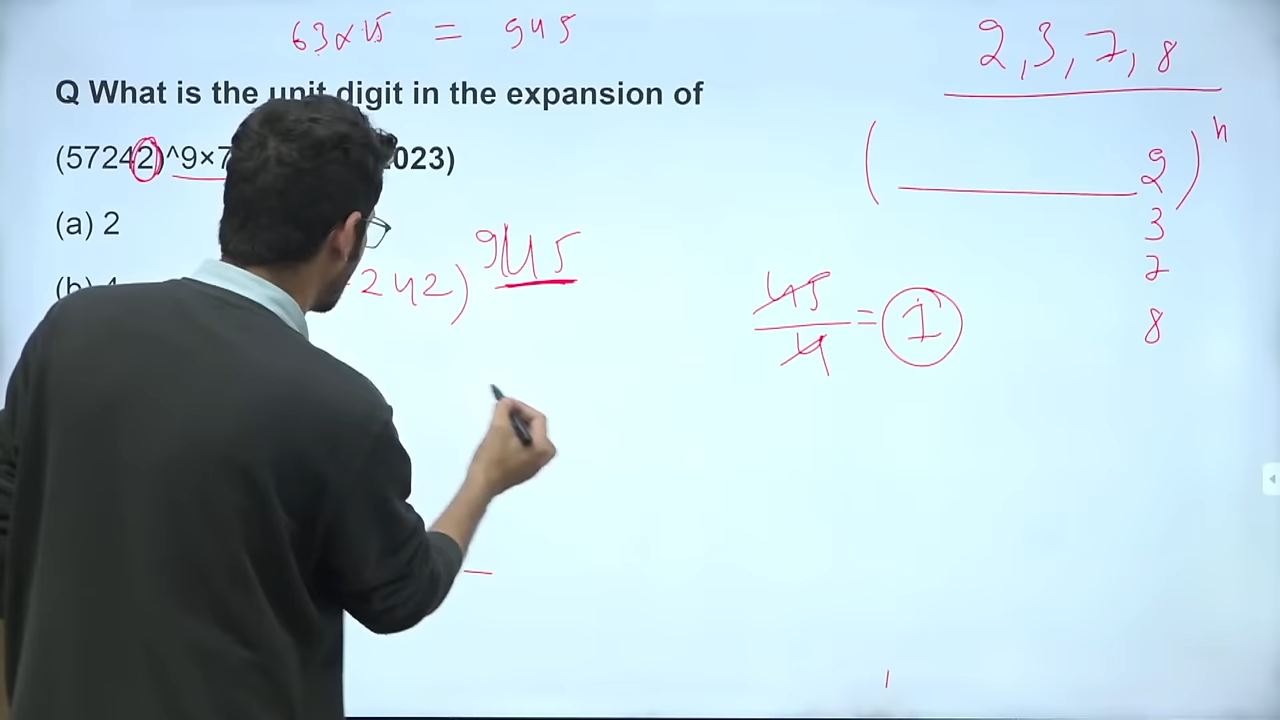 63×15 = 945
2, 3, 7, 8
Q What is the unit digit in the expansion of
(57242)^9×7 2023)
( 2 )^n
3
7
8
(a) 2
242)^945
45/4 = 1
(b)